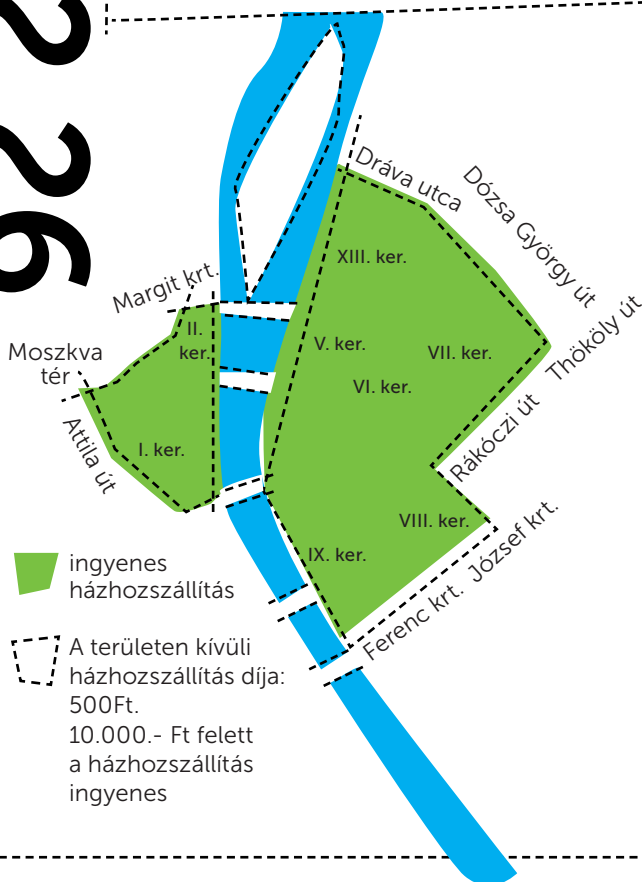 2 26
Dráva utca
Dózsa György út
XIII. ker.
Margit krt.
II.
ker.
V. ker.
VII. ker.
Thököly út
Moszkva
tér
VI. ker.
Attila út
I. ker.
Rákóczi út
VIII. ker.
József krt.
IX. ker.
Ferenc krt.
ingyenes
házhozszállítás
A területen kívüli
házhozszállítás díja:
500Ft.
10.000.- Ft felett
a házhozszállítás
ingyenes